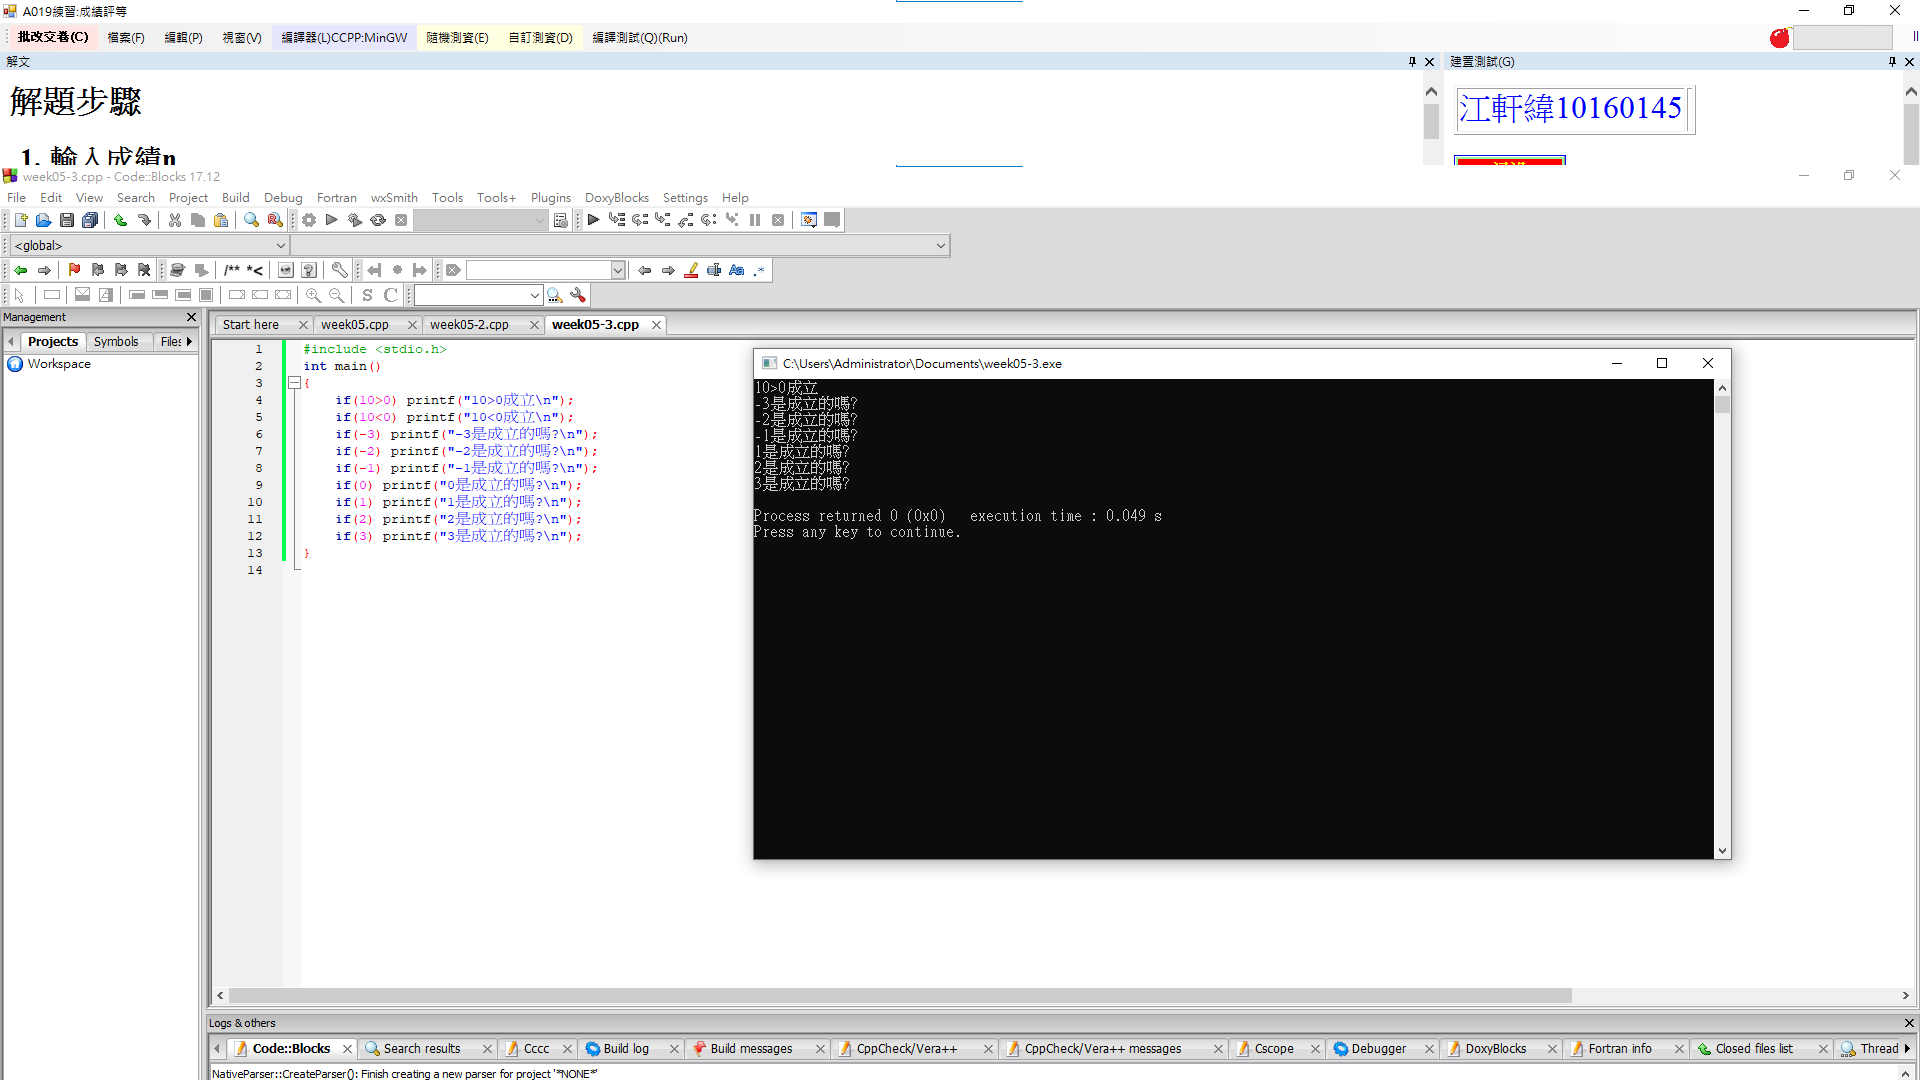 A019練習:成績評等
批改交卷(C) 檔案(F) 編輯(P) 視窗(V) 編譯器(L)CCPP:MinGW 隨機測資(E) 自訂測資(D) 編譯測試(Q)(Run)
解文
建置測試(G)
解題步驟
江軒緯10160145
1. 輸入成績n
week05-3.cpp - Code::Blocks 17.12
File Edit View Search Project Build Debug Fortran wxSmith Tools Tools+ Plugins DoxyBlocks Settings Help
<global>
/** *<
S C
Management
Projects Symbols Files
Workspace
Start here week05.cpp week05-2.cpp week05-3.cpp
1 #include <stdio.h>
2 int main()
3 {
4 if(10>0) printf("10>0成立\n");
5 if(10<0) printf("10<0成立\n");
6 if(-3) printf("-3是成立的嗎?\n");
7 if(-2) printf("-2是成立的嗎?\n");
8 if(-1) printf("-1是成立的嗎?\n");
9 if(0) printf("0是成立的嗎?\n");
10 if(1) printf("1是成立的嗎?\n");
11 if(2) printf("2是成立的嗎?\n");
12 if(3) printf("3是成立的嗎?\n");
13 }
14
C:\Users\Administrator\Documents\week05-3.exe
10>0成立
-3是成立的嗎?
-2是成立的嗎?
-1是成立的嗎?
1是成立的嗎?
2是成立的嗎?
3是成立的嗎?
Process returned 0 (0x0) execution time : 0.049 s
Press any key to continue.
Logs & others
Code::Blocks Search results Cccc Build log Build messages CppCheck/Vera++ CppCheck/Vera++ messages Cscope Debugger DoxyBlocks Fortran info Closed files list Thread
NativeParser::CreateParser(): Finish creating a new parser for project '*NONE*'